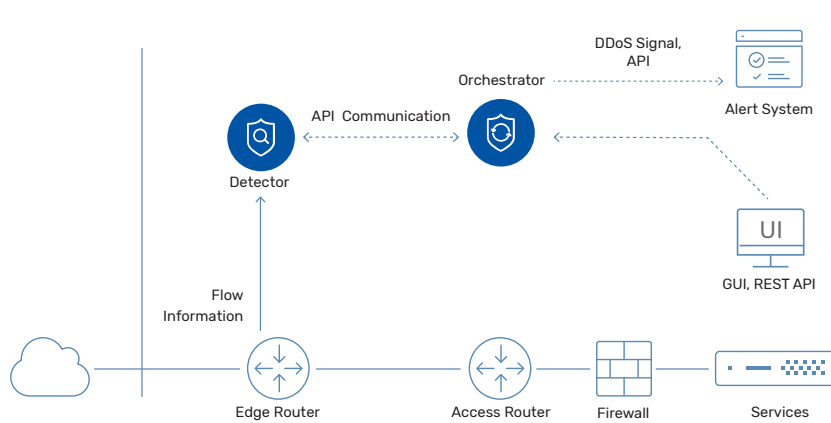 DDoS Signal,
API
Orchestrator
Alert System
API Communication
Detector
UI
GUI, REST API
Flow
Information
Edge Router
Access Router
Firewall
Services